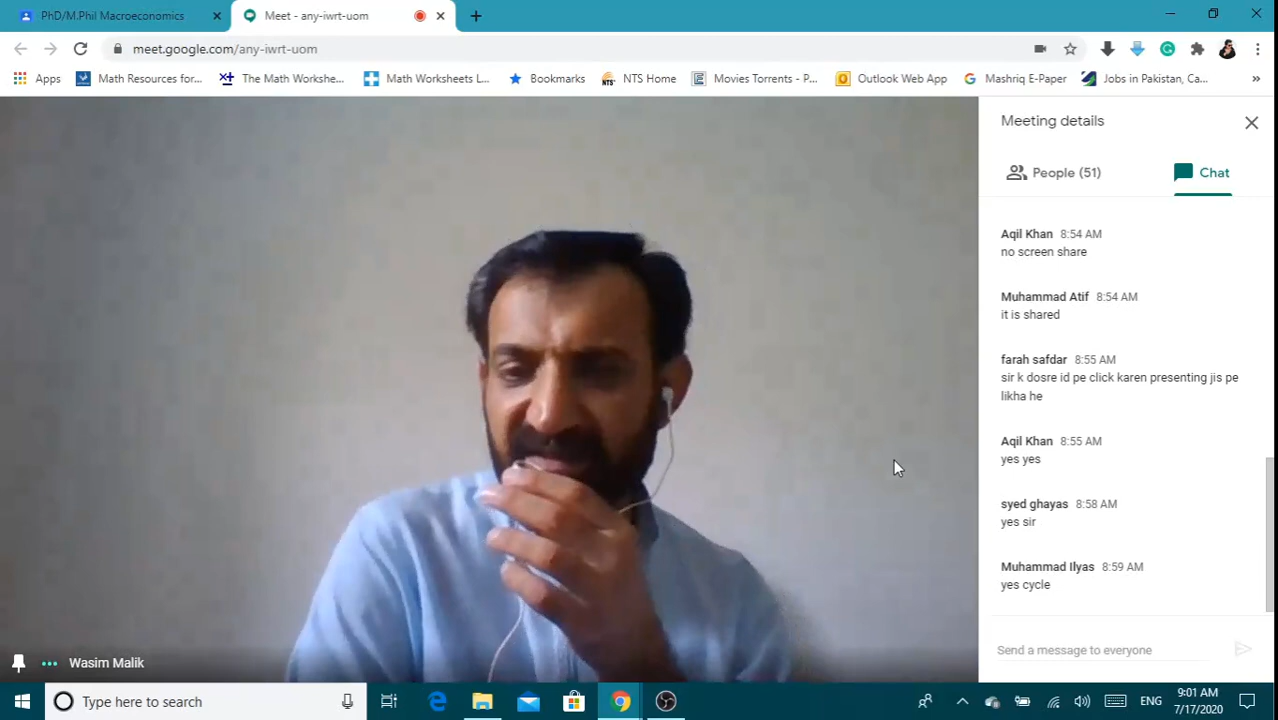 PhD/M.Phil Macroeconomics
Meet - any-iwrt-uom
meet.google.com/any-iwrt-uom
Apps
Math Resources for...
The Math Workshe...
Math Worksheets L...
Bookmarks
NTS Home
Movies Torrents - P...
Outlook Web App
Mashriq E-Paper
Jobs in Pakistan, Ca...
»
Meeting details
People (51)
Chat
Aqil Khan 8:54 AM
no screen share
Muhammad Atif 8:54 AM
it is shared
farah safdar 8:55 AM
sir k dosre id pe click karen presenting jis pe
likha he
Aqil Khan 8:55 AM
yes yes
syed ghayas 8:58 AM
yes sir
Muhammad Ilyas 8:59 AM
yes cycle
Send a message to everyone
Wasim Malik
Type here to search
ENG
9:01 AM
7/17/2020